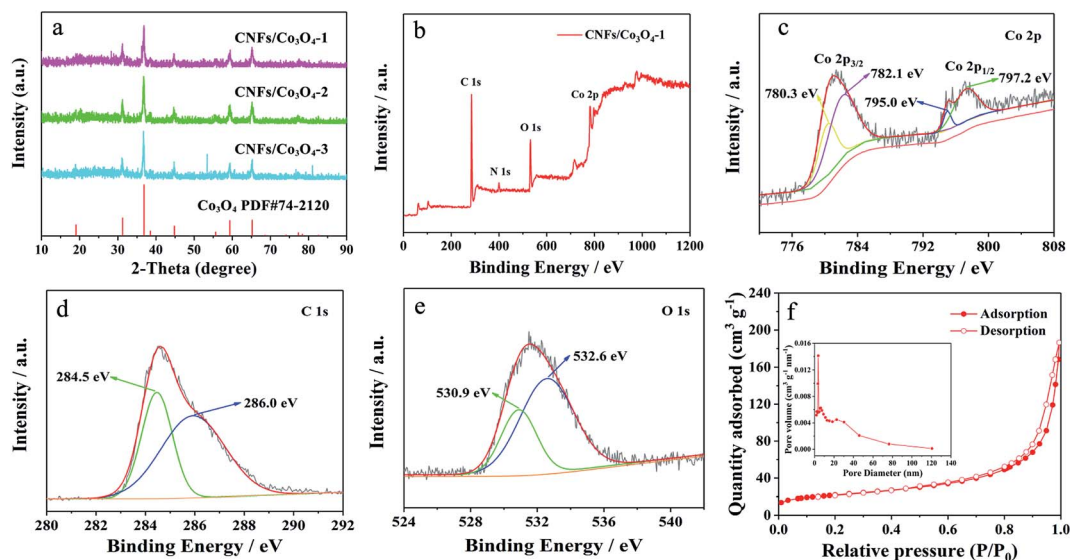 a
CNFs/Co₃O₄-1
CNFs/Co₃O₄-2
CNFs/Co₃O₄-3
Co₃O₄ PDF#74-2120
Intensity (a.u.)
10 20 30 40 50 60 70 80 90
2-Theta (degree)
b
CNFs/Co₃O₄-1
C 1s
N 1s
O 1s
Co 2p
Intensity / a.u.
0 200 400 600 800 1000 1200
Binding Energy / eV
c
Co 2p
Co 2p₃/₂
Co 2p₁/₂
782.1 eV
797.2 eV
780.3 eV
795.0 eV
Intensity / a.u.
776 784 792 800 808
Binding Energy / eV
d
C 1s
284.5 eV
286.0 eV
Intensity / a.u.
280 282 284 286 288 290 292
Binding Energy / eV
e
O 1s
532.6 eV
530.9 eV
Intensity / a.u.
524 528 532 536 540
Binding Energy / eV
f
Adsorption
Desorption
Quantity adsorbed (cm³ g⁻¹)
240
200
160
120
80
40
0
0.0 0.2 0.4 0.6 0.8 1.0
Relative pressure (P/P₀)
Pore volume (cm³ g⁻¹ nm⁻¹)
0.016
0.012
0.008
0.004
0.000
0 20 40 60 80 100 120 140
Pore Diameter (nm)